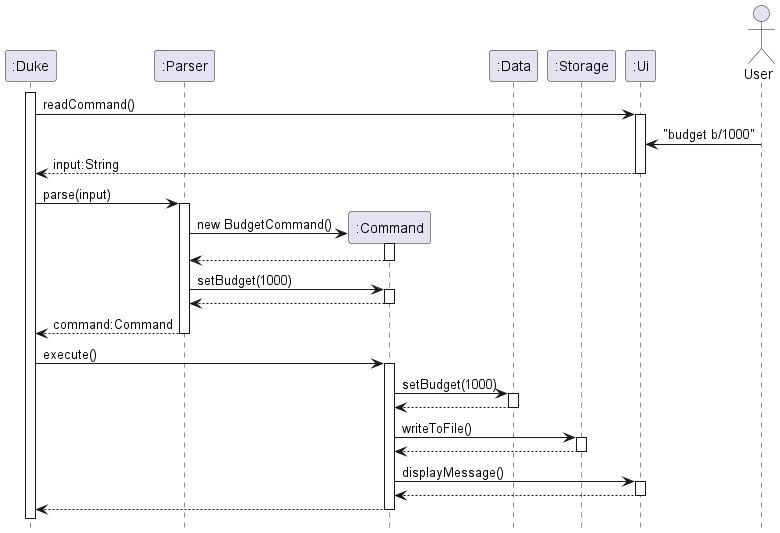 :Duke
:Parser
:Data
:Storage
:Ui
User
readCommand()
"budget b/1000"
input:String
parse(input)
new BudgetCommand()
:Command
setBudget(1000)
command:Command
execute()
setBudget(1000)
writeToFile()
displayMessage()